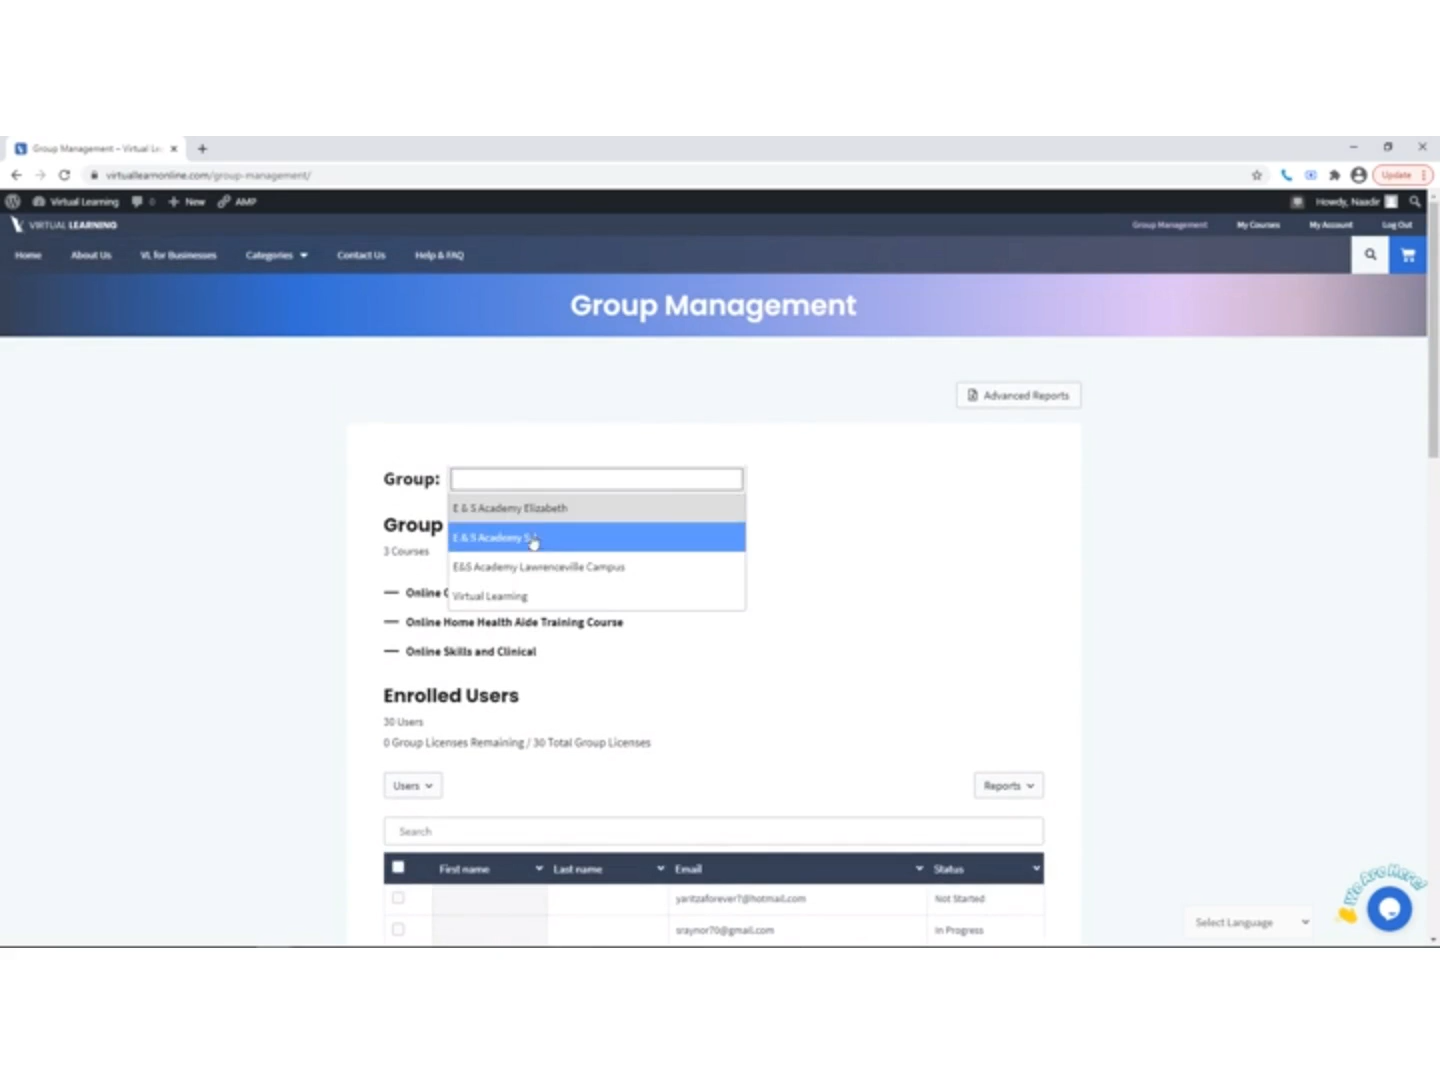 Group Management – Virtual Le
virtuallearnonline.com/group-management/
Update
Virtual Learning
0
New
AMP
Howdy, Naadir
VIRTUAL LEARNING
Group Management
My Courses
My Account
Log Out
Home
About Us
VL for Businesses
Categories
Contact Us
Help & FAQ
Group Management
Advanced Reports
Group:
E & S Academy Elizabeth
Group
E & S Academy
3 Courses
E&S Academy Lawrenceville Campus
Online
Virtual Learning
Online Home Health Aide Training Course
Online Skills and Clinical
Enrolled Users
30 Users
0 Group Licenses Remaining / 30 Total Group Licenses
Users
Reports
Search
First name
Last name
Email
Status
yaritzaforever7@hotmail.com
Not Started
sraynor70@gmail.com
In Progress
We Are Here!
Select Language